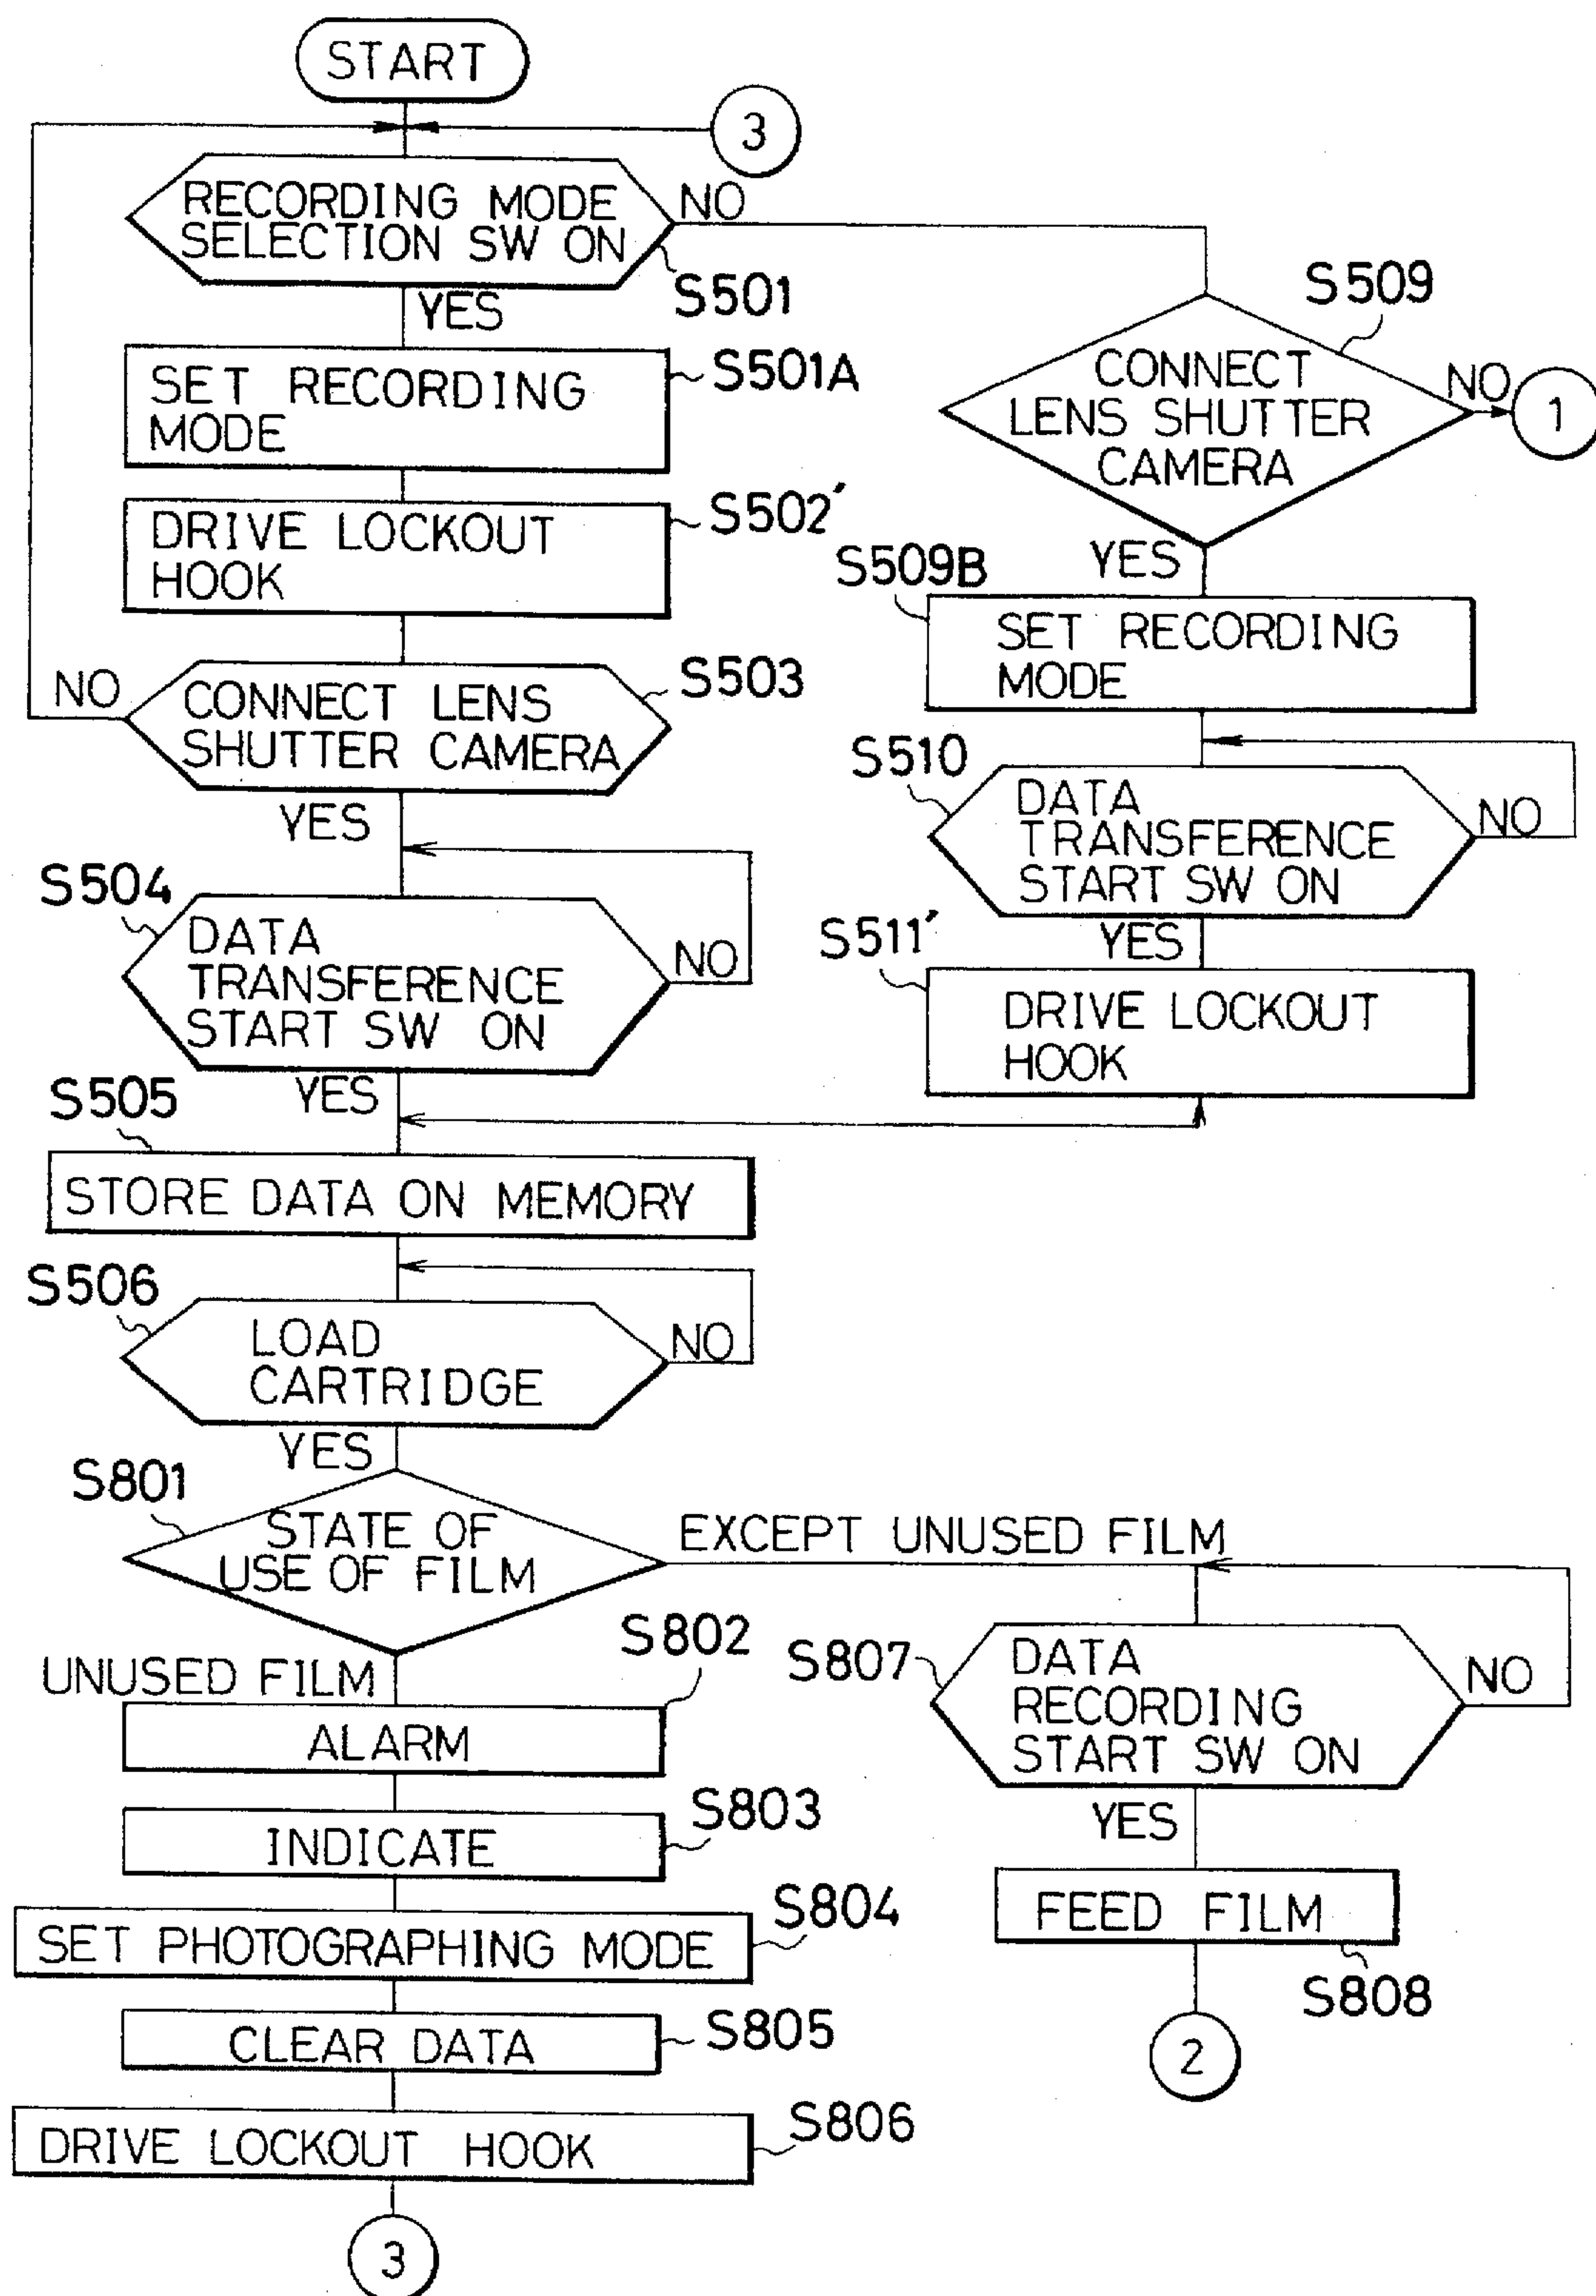 START
3
RECORDING MODE
SELECTION SW ON
NO
S501
YES
SET RECORDING
MODE
S501A
DRIVE LOCKOUT
HOOK
S502'
CONNECT LENS
SHUTTER CAMERA
S503
NO
YES
S504
DATA
TRANSFERENCE
START SW ON
NO
YES
S509
CONNECT
LENS SHUTTER
CAMERA
NO
1
YES
S509B
SET RECORDING
MODE
S510
DATA
TRANSFERENCE
START SW ON
NO
YES
S511'
DRIVE LOCKOUT
HOOK
S505
STORE DATA ON MEMORY
S506
LOAD
CARTRIDGE
NO
YES
S801
STATE OF
USE OF FILM
EXCEPT UNUSED FILM
UNUSED FILM
S802
ALARM
S803
INDICATE
S804
SET PHOTOGRAPHING MODE
S805
CLEAR DATA
S806
DRIVE LOCKOUT HOOK
3
S807
DATA
RECORDING
START SW ON
NO
YES
FEED FILM
S808
2